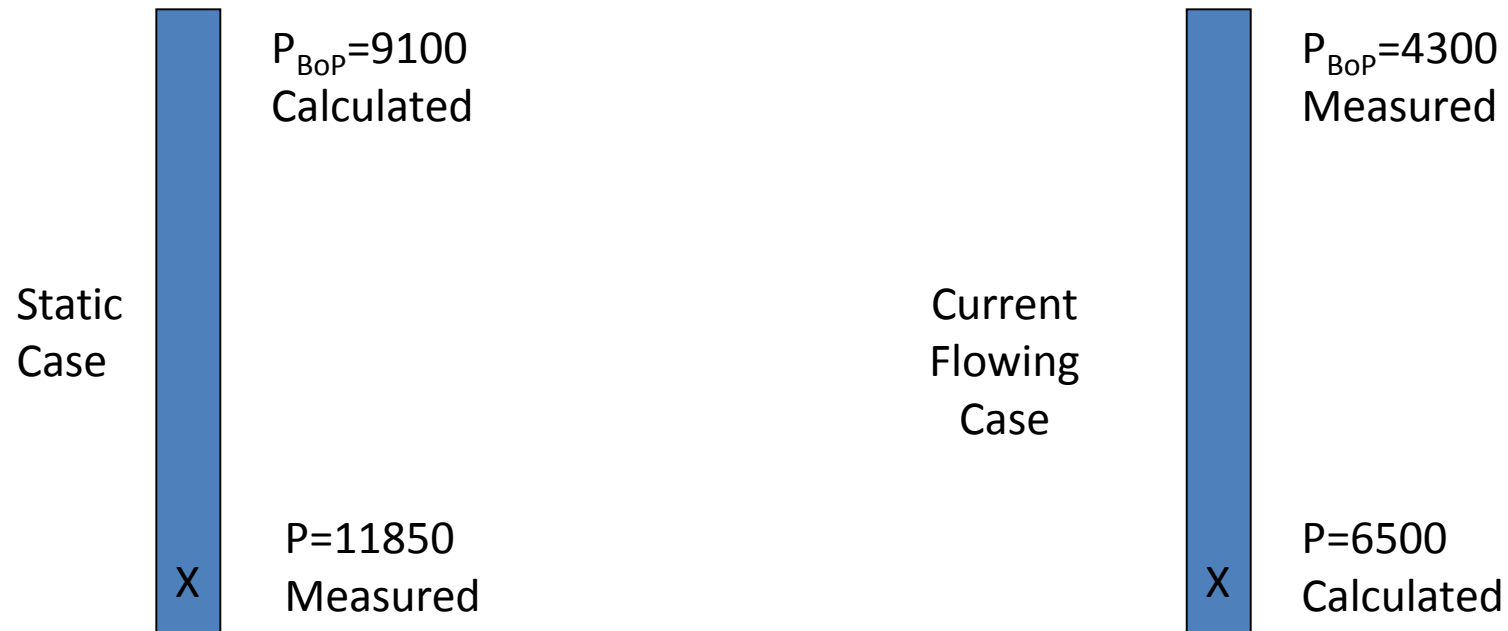 P_BoP=9100
Calculated
Static
Case
P=11850
Measured
X
P_BoP=4300
Measured
Current
Flowing
Case
P=6500
Calculated
X